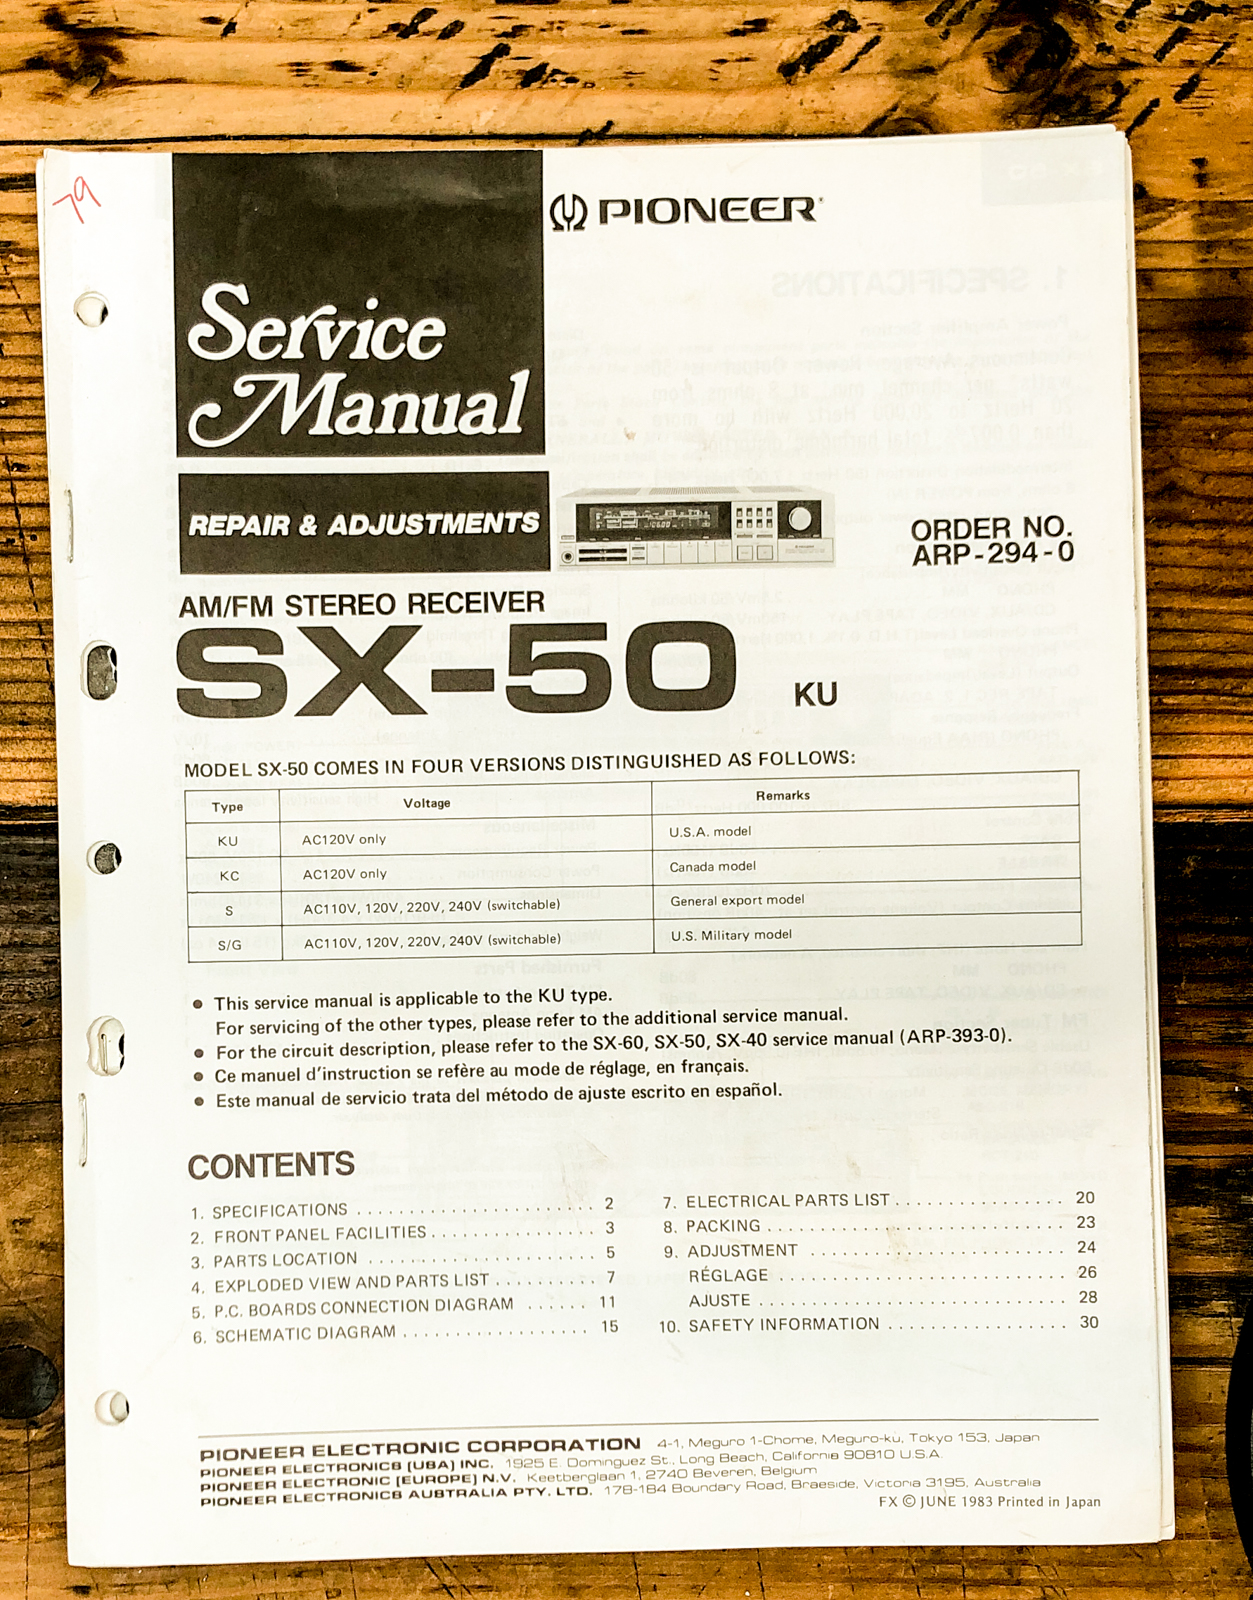 79
PIONEER
Service
Manual
REPAIR & ADJUSTMENTS
ORDER NO.
ARP-294-0
AM/FM STEREO RECEIVER
SX-50 KU
MODEL SX-50 COMES IN FOUR VERSIONS DISTINGUISHED AS FOLLOWS:
Type Voltage Remarks
KU AC120V only U.S.A. model
KC AC120V only Canada model
S AC110V, 120V, 220V, 240V (switchable) General export model
S/G AC110V, 120V, 220V, 240V (switchable) U.S. Military model
● This service manual is applicable to the KU type.
For servicing of the other types, please refer to the additional service manual.
● For the circuit description, please refer to the SX-60, SX-50, SX-40 service manual (ARP-393-0).
● Ce manuel d'instruction se refère au mode de réglage, en français.
● Este manual de servicio trata del método de ajuste escrito en español.
CONTENTS
1. SPECIFICATIONS . . . . . . . . . . . . . . . . . . . . . . . 2
2. FRONT PANEL FACILITIES . . . . . . . . . . . . . . . . 3
3. PARTS LOCATION . . . . . . . . . . . . . . . . . . . . . . 5
4. EXPLODED VIEW AND PARTS LIST . . . . . . . . . . 7
5. P.C. BOARDS CONNECTION DIAGRAM . . . . . . 11
6. SCHEMATIC DIAGRAM . . . . . . . . . . . . . . . . . . 15
7. ELECTRICAL PARTS LIST . . . . . . . . . . . . . . . . 20
8. PACKING . . . . . . . . . . . . . . . . . . . . . . . . . . . . 23
9. ADJUSTMENT . . . . . . . . . . . . . . . . . . . . . . . . 24
RÉGLAGE . . . . . . . . . . . . . . . . . . . . . . . . . . . 26
AJUSTE . . . . . . . . . . . . . . . . . . . . . . . . . . . . . 28
10. SAFETY INFORMATION . . . . . . . . . . . . . . . . . 30
PIONEER ELECTRONIC CORPORATION 4-1, Meguro 1-Chome, Meguro-ku, Tokyo 153, Japan
PIONEER ELECTRONICS (USA) INC. 1925 E. Dominguez St., Long Beach, California 90810 U.S.A.
PIONEER ELECTRONIC (EUROPE) N.V. Keetberglaan 1, 2740 Beveren, Belgium
PIONEER ELECTRONICS AUSTRALIA PTY. LTD. 178-184 Boundary Road, Braeside, Victoria 3195, Australia
FX © JUNE 1983 Printed in Japan